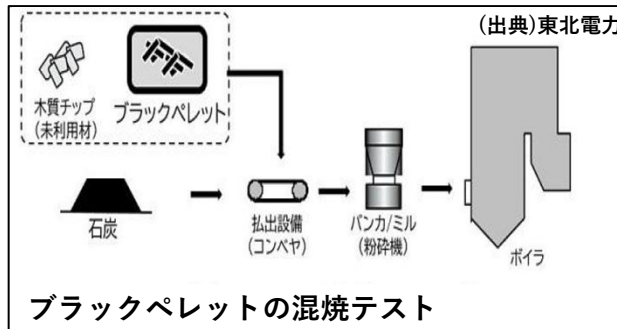 (出典)東北電力
木質チップ
(未利用材)
ブラックペレット
石炭
払出設備
(コンベヤ)
バンカ/ミル
(粉砕機)
ボイラ
ブラックペレットの混焼テスト